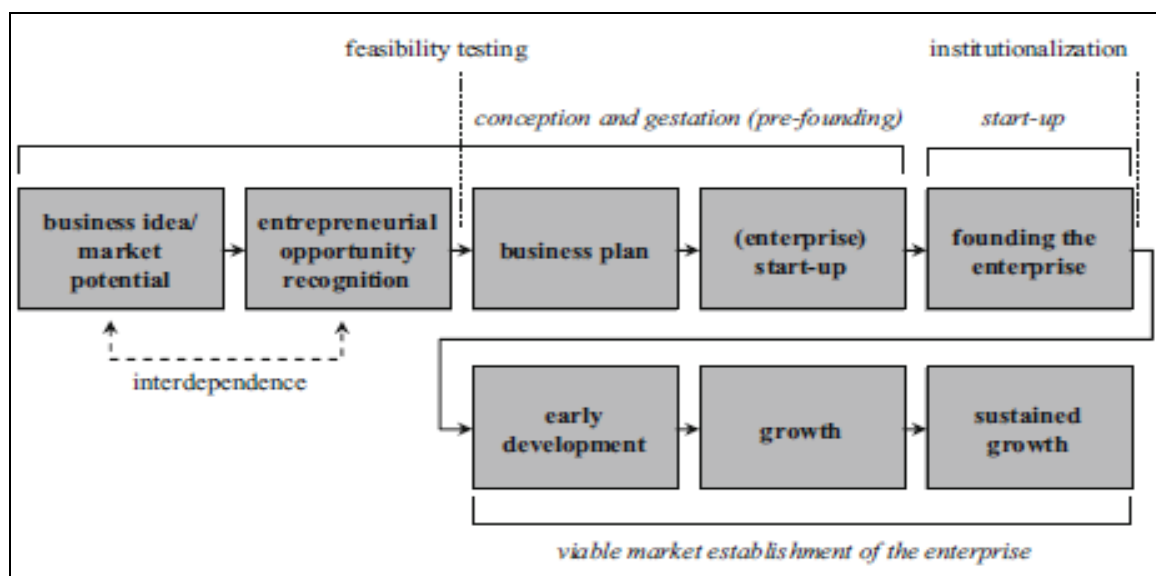 feasibility testing
institutionalization
conception and gestation (pre-founding)
start-up
business idea/
market
potential
entrepreneurial
opportunity
recognition
business plan
(enterprise)
start-up
founding the
enterprise
interdependence
early
development
growth
sustained
growth
viable market establishment of the enterprise